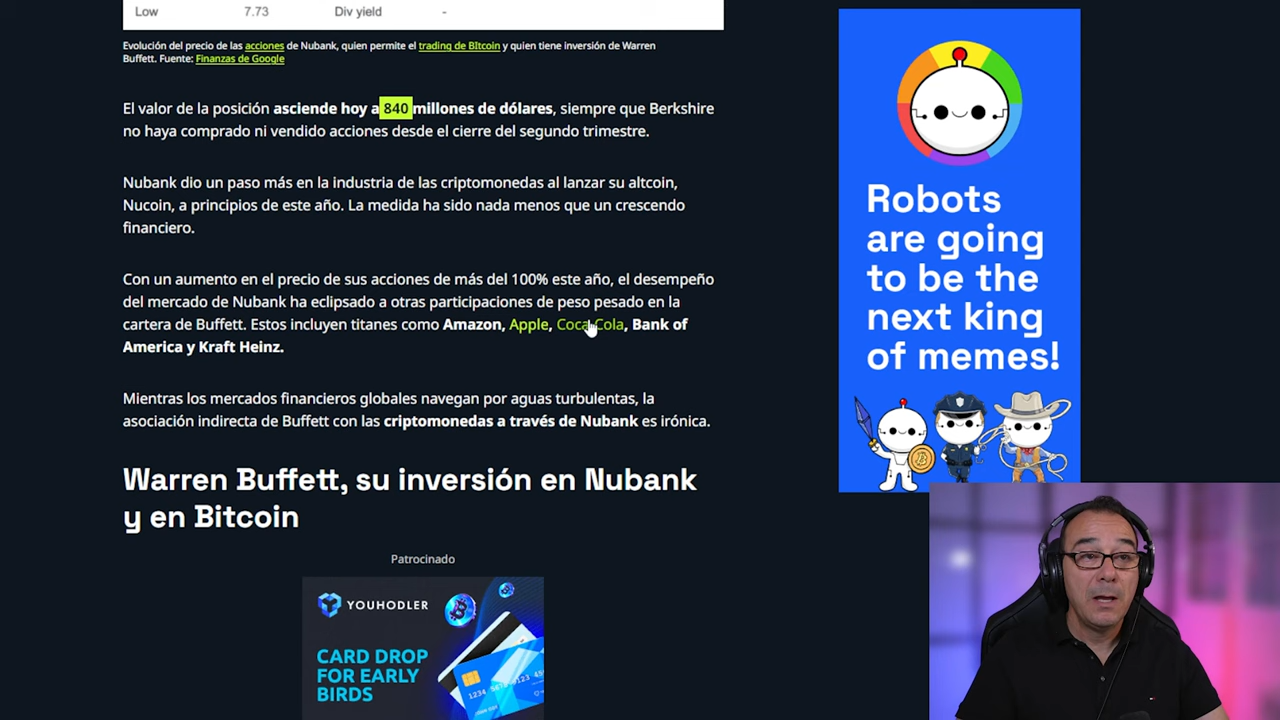 Low 7.73 Div yield -
Evolución del precio de las acciones de Nubank, quien permite el trading de BItcoin y quien tiene inversión de Warren
Buffett. Fuente: Finanzas de Google
El valor de la posición asciende hoy a 840 millones de dólares, siempre que Berkshire
no haya comprado ni vendido acciones desde el cierre del segundo trimestre.
Nubank dio un paso más en la industria de las criptomonedas al lanzar su altcoin,
Nucoin, a principios de este año. La medida ha sido nada menos que un crescendo
financiero.
Con un aumento en el precio de sus acciones de más del 100% este año, el desempeño
del mercado de Nubank ha eclipsado a otras participaciones de peso pesado en la
cartera de Buffett. Estos incluyen titanes como Amazon, Apple, Coca Cola, Bank of
America y Kraft Heinz.
Mientras los mercados financieros globales navegan por aguas turbulentas, la
asociación indirecta de Buffett con las criptomonedas a través de Nubank es irónica.
Warren Buffett, su inversión en Nubank
y en Bitcoin
Patrocinado
YOUHODLER
CARD DROP
FOR EARLY
BIRDS
Robots
are going
to be the
next king
of memes!